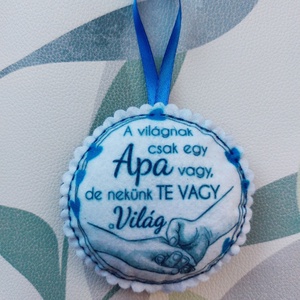 A világnak
csak egy
Apa vagy,
de nekünk TE VAGY
a Világ